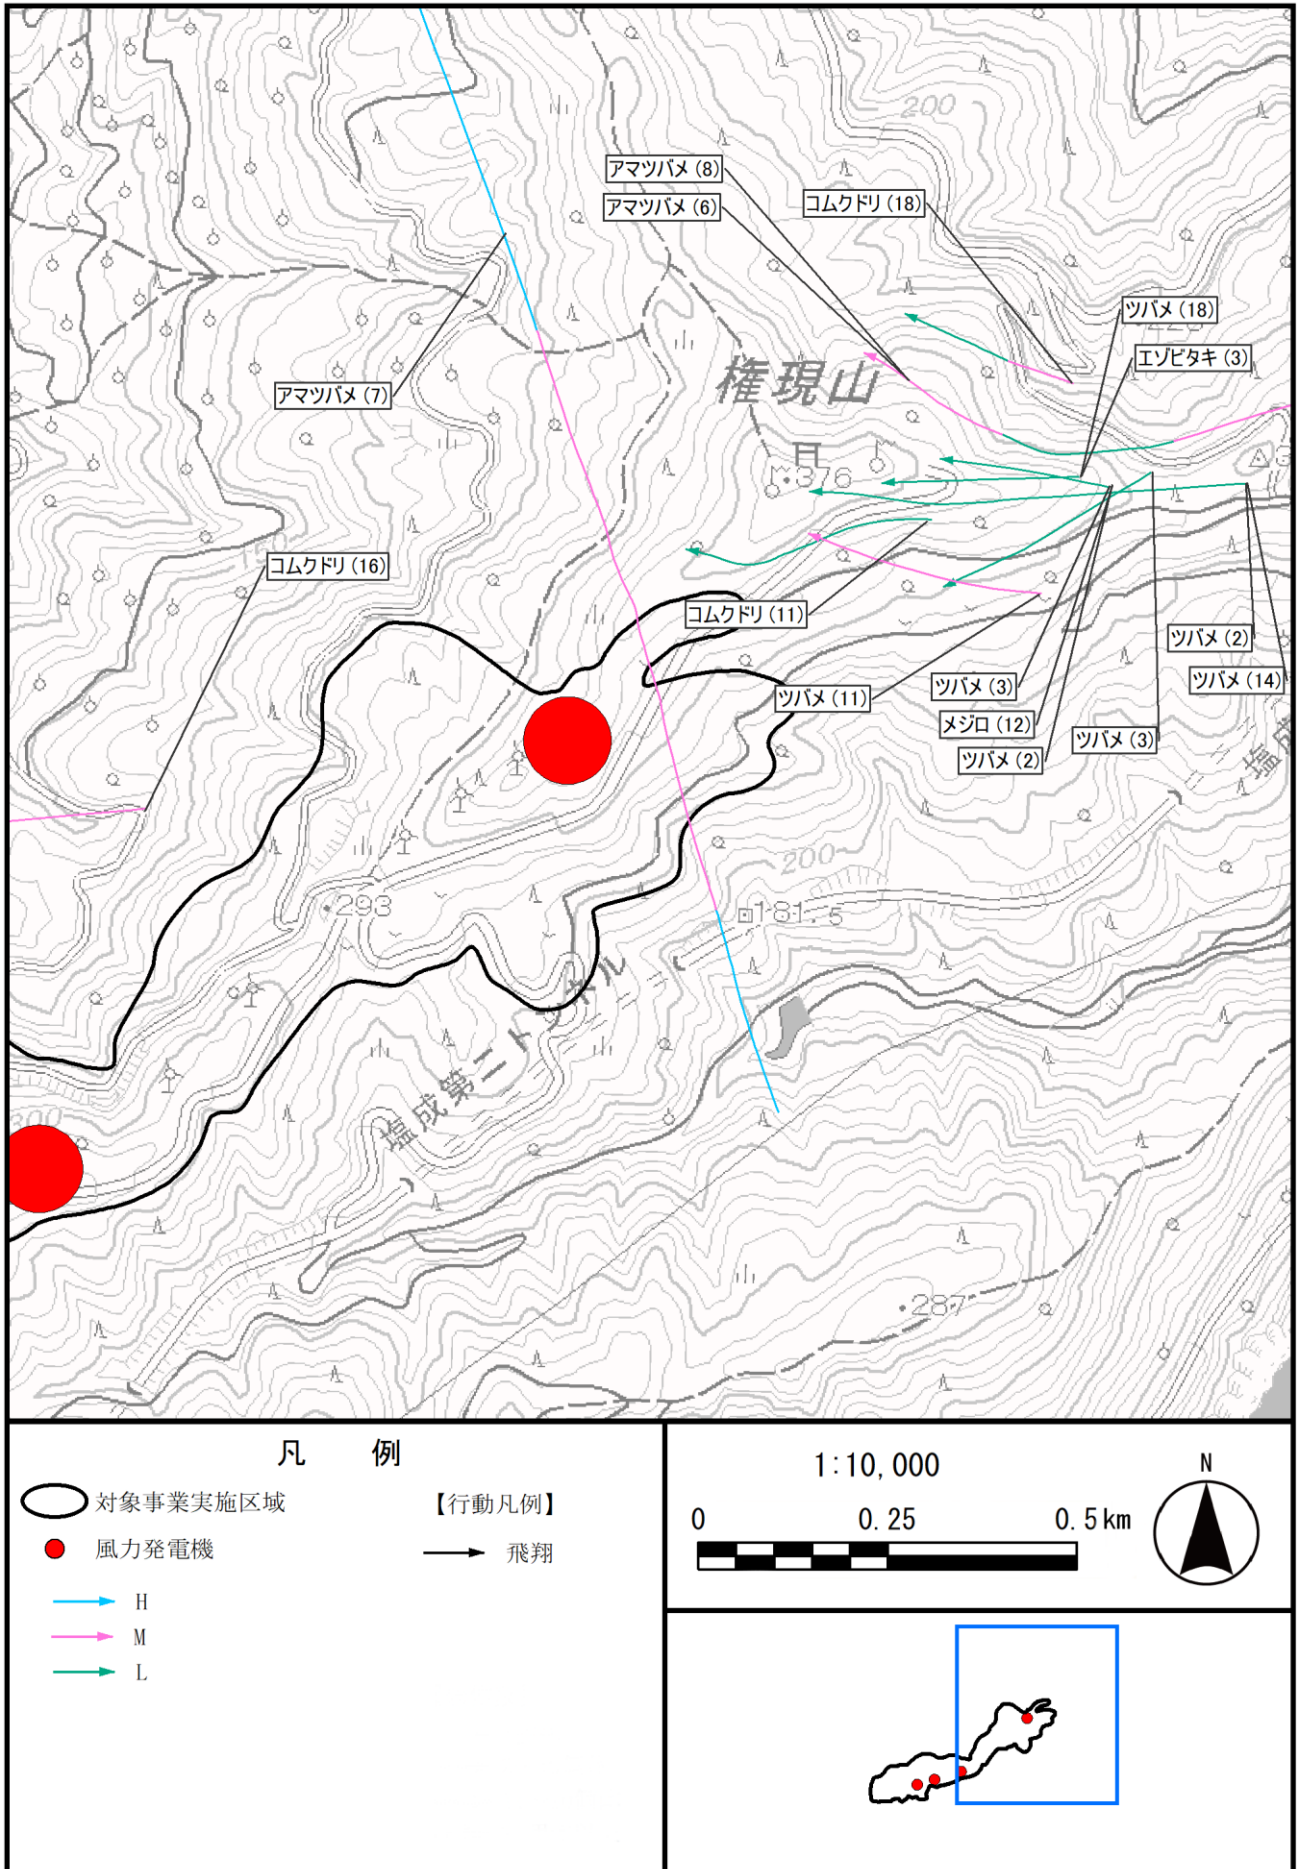 200
アマツバメ (8)
アマツバメ (6)
コムクドリ (18)
ツバメ (18)
エゾビタキ (3)
権現山
アマツバメ (7)
376
コムクドリ (16)
コムクドリ (11)
ツバメ (2)
ツバメ (11)
ツバメ (3)
ツバメ (14)
メジロ (12)
ツバメ (3)
ツバメ (2)
塩成
200
293
181.5
塩成第二トンネル
300
287
凡 例
対象事業実施区域
【行動凡例】
風力発電機
飛翔
H
M
L
1:10,000
0 0.25 0.5km
N